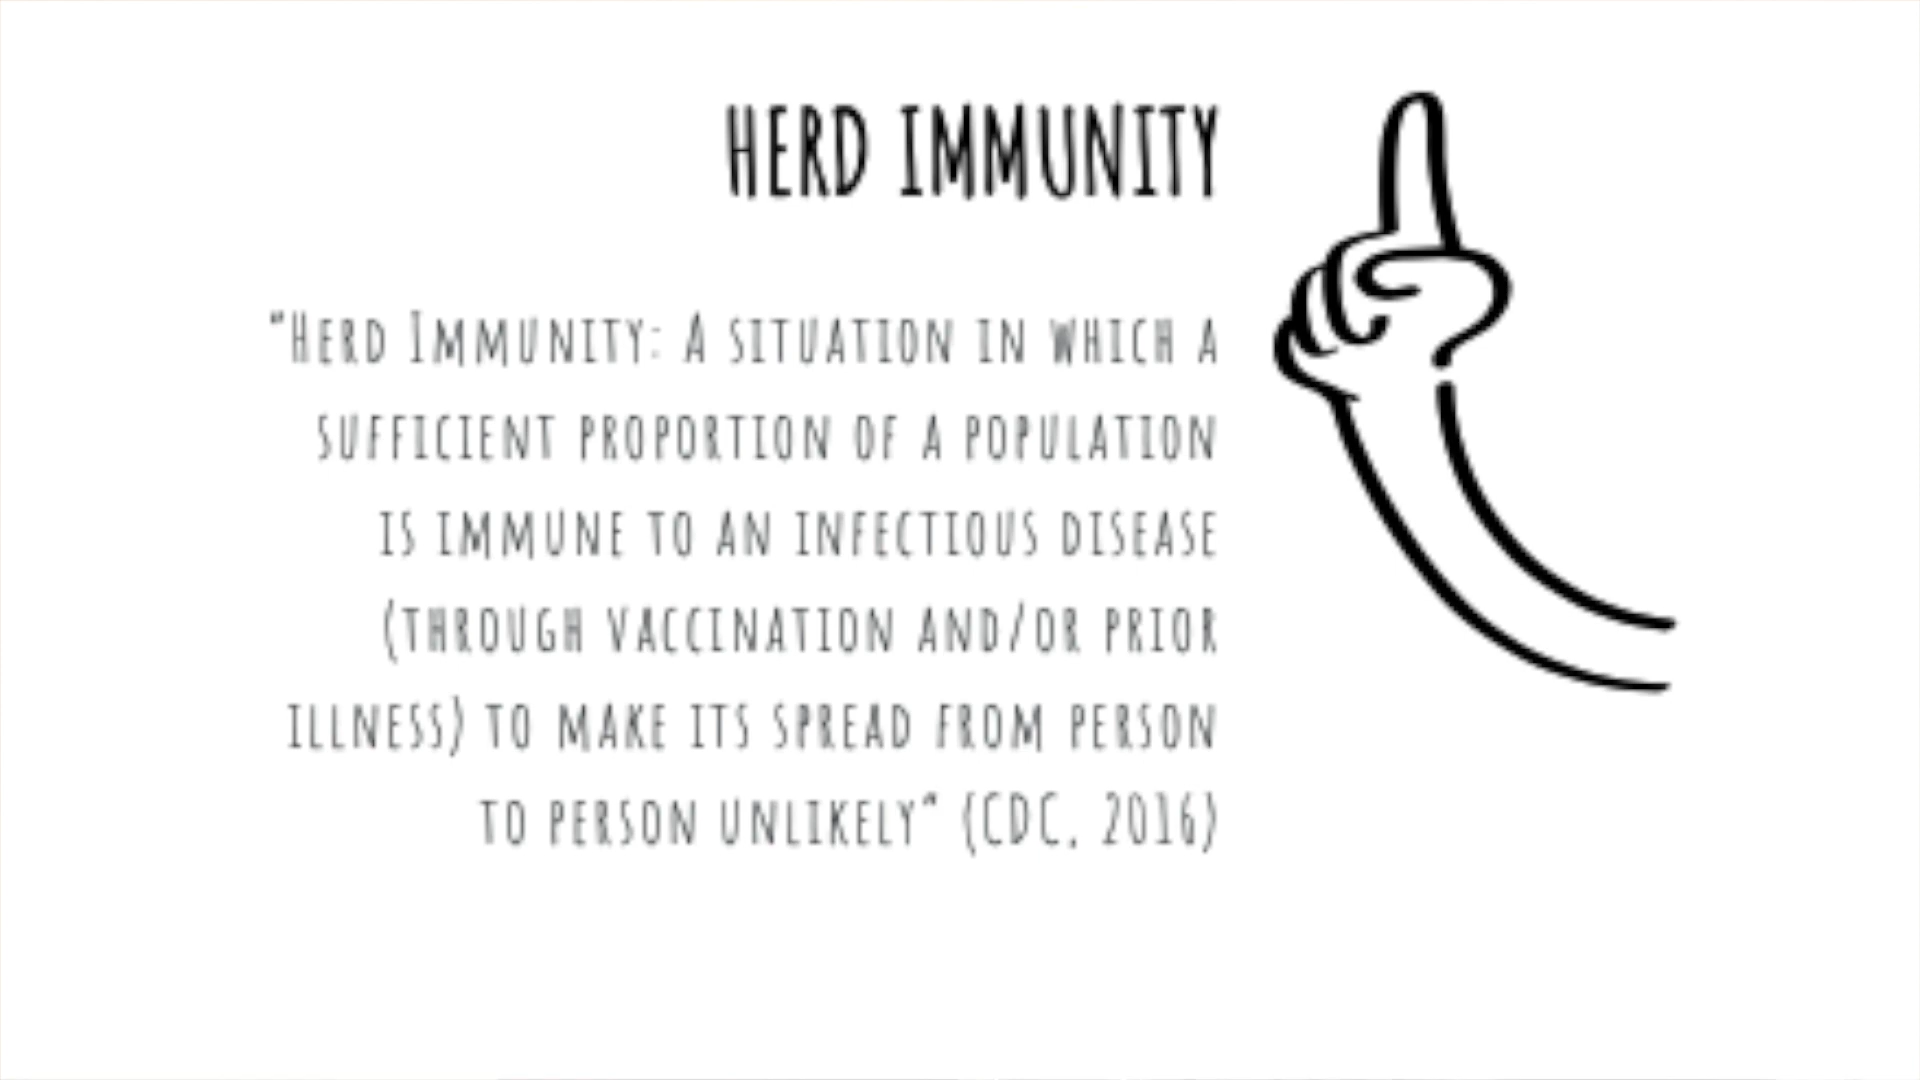 HERD IMMUNITY
“HERD IMMUNITY: A SITUATION IN WHICH A
SUFFICIENT PROPORTION OF A POPULATION
IS IMMUNE TO AN INFECTIOUS DISEASE
(THROUGH VACCINATION AND/OR PRIOR
ILLNESS) TO MAKE ITS SPREAD FROM PERSON
TO PERSON UNLIKELY“ (CDC, 2016)